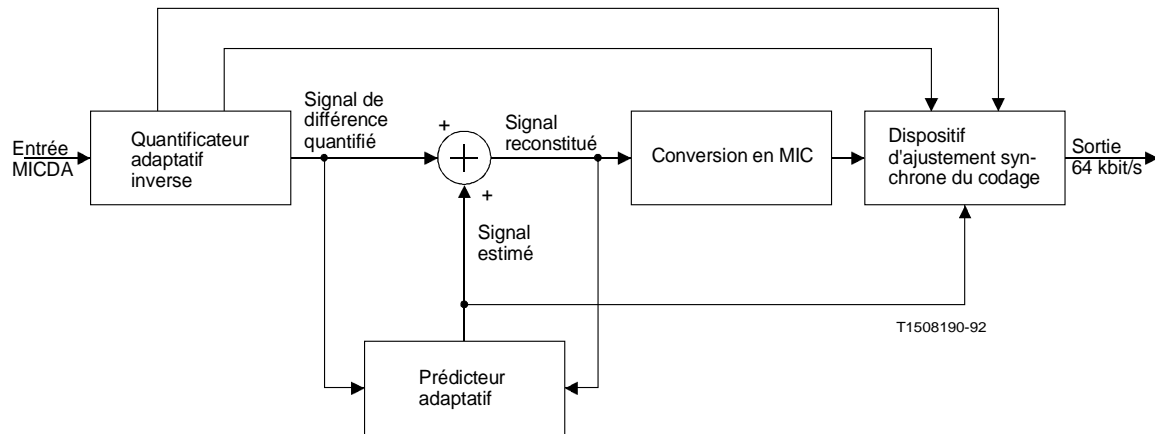 Entrée
MICDA
Quantificateur
adaptatif
inverse
Signal de
différence
quantifié
+
+
Signal
reconstitué
Conversion en MIC
Dispositif
d'ajustement syn-
chrone du codage
Sortie
64 kbit/s
Signal
estimé
T1508190-92
Prédicteur
adaptatif